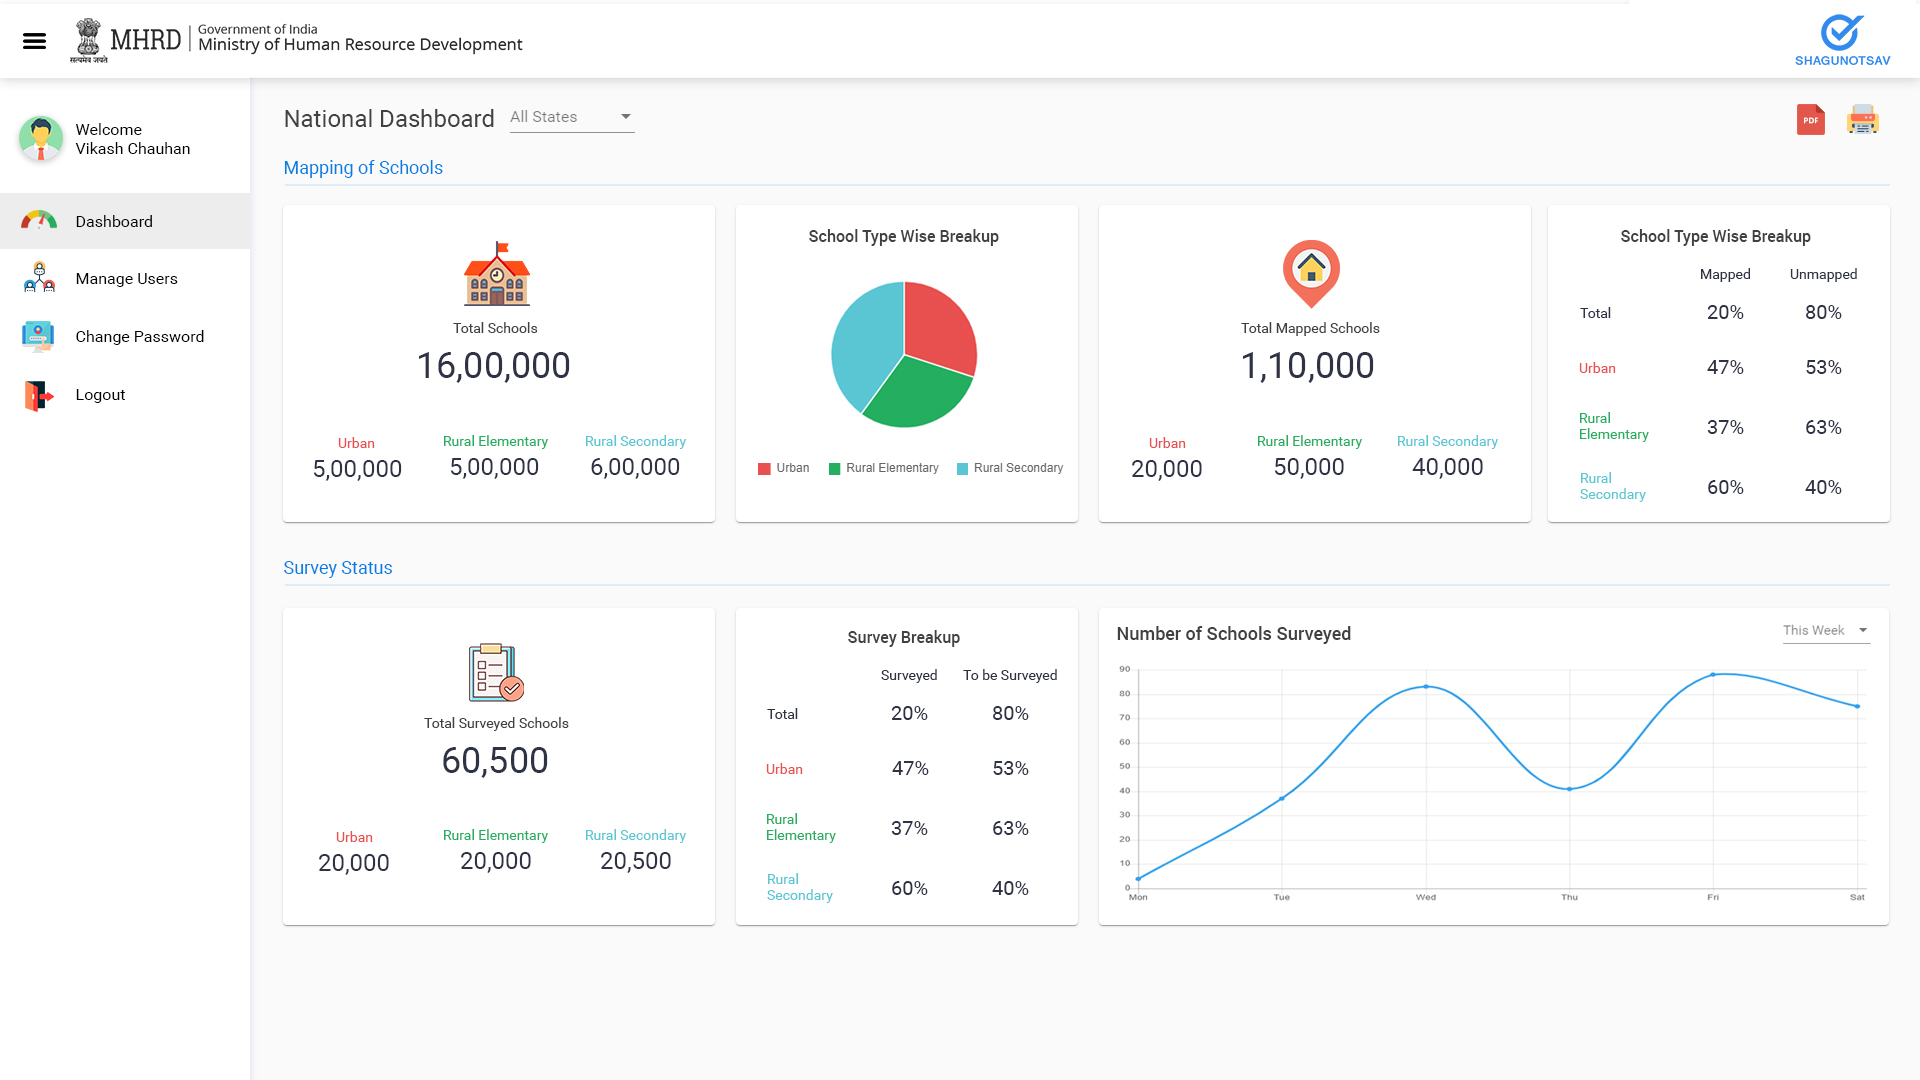 MHRD
Government of India
Ministry of Human Resource Development
सत्यमेव जयते
SHAGUNOTSAV
Welcome
Vikash Chauhan
Dashboard
Manage Users
Change Password
Logout
National Dashboard
All States
PDF
Mapping of Schools
Total Schools
16,00,000
Urban
5,00,000
Rural Elementary
5,00,000
Rural Secondary
6,00,000
School Type Wise Breakup
Urban Rural Elementary Rural Secondary
Total Mapped Schools
1,10,000
Urban
20,000
Rural Elementary
50,000
Rural Secondary
40,000
School Type Wise Breakup
Mapped Unmapped
Total 20% 80%
Urban 47% 53%
Rural
Elementary 37% 63%
Rural
Secondary 60% 40%
Survey Status
Total Surveyed Schools
60,500
Urban
20,000
Rural Elementary
20,000
Rural Secondary
20,500
Survey Breakup
Surveyed To be Surveyed
Total 20% 80%
Urban 47% 53%
Rural
Elementary 37% 63%
Rural
Secondary 60% 40%
Number of Schools Surveyed
This Week
90
80
70
60
50
40
30
20
10
0
Mon Tue Wed Thu Fri Sat